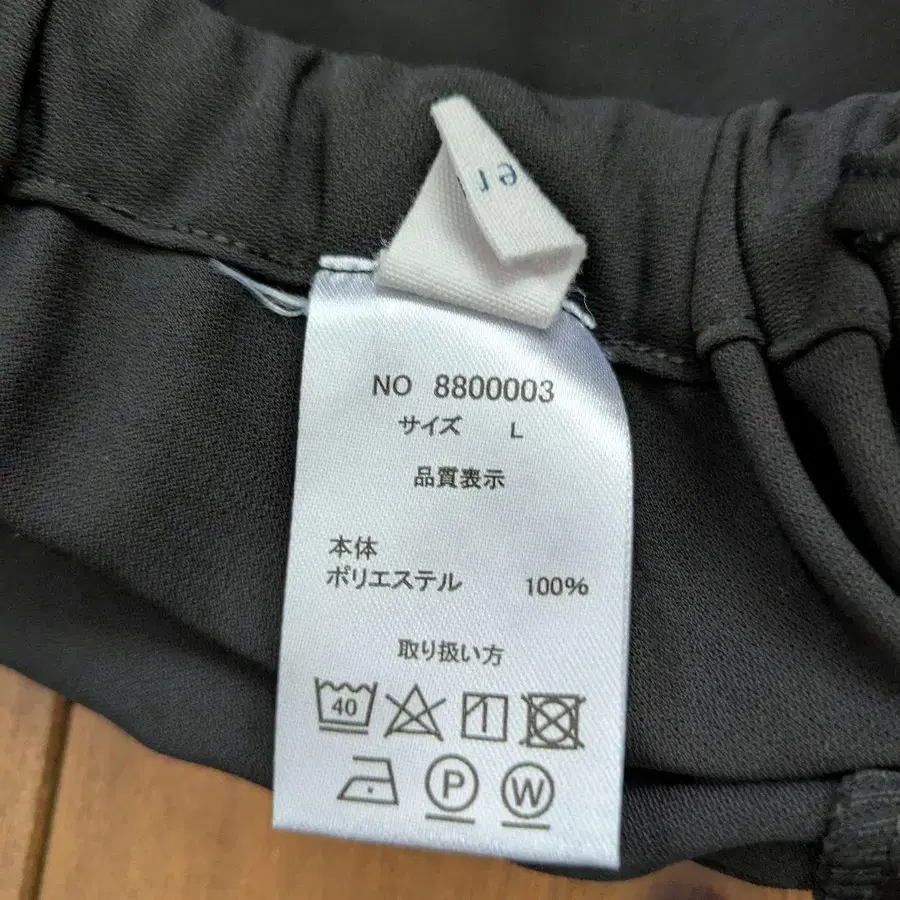 NO 8800003
サイズ L
品質表示
本体
ポリエステル 100%
取り扱い方
40
P W